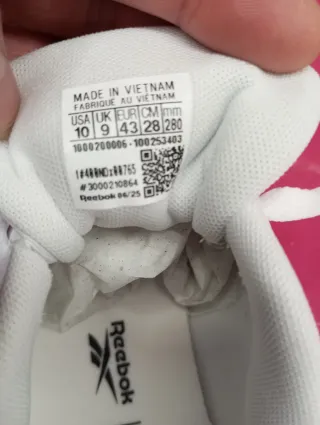 MADE IN VIETNAM
FABRIQUE AU VIETNAM
USA UK EUR CM mm
10 9 43 28 280
1000200006 - 100253403
#3000210864
Reebok 06/25
Reebok